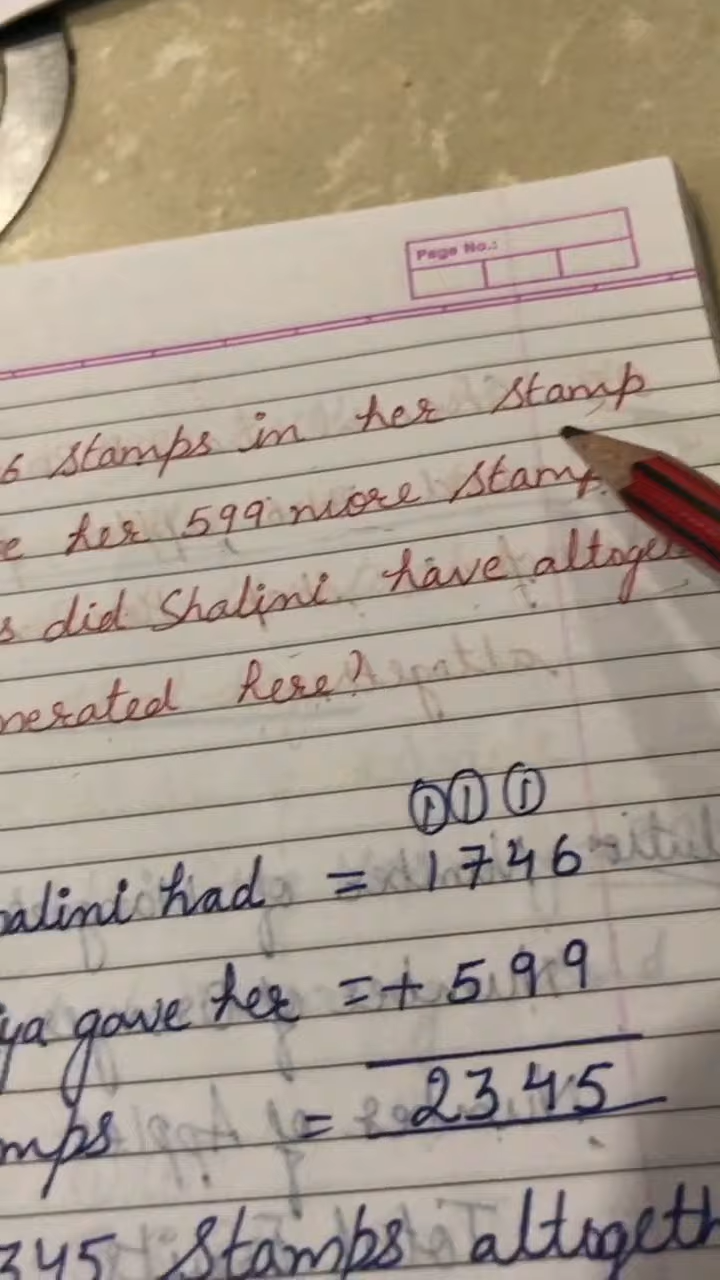 Page No.:
6 stamps in her stamp
e her 599 more stamp
s did Shalini have altoge
nerated here?
1 1 1
alini had = 1746
ya gave her = + 599
mps = 2345
345 stamps altogeth